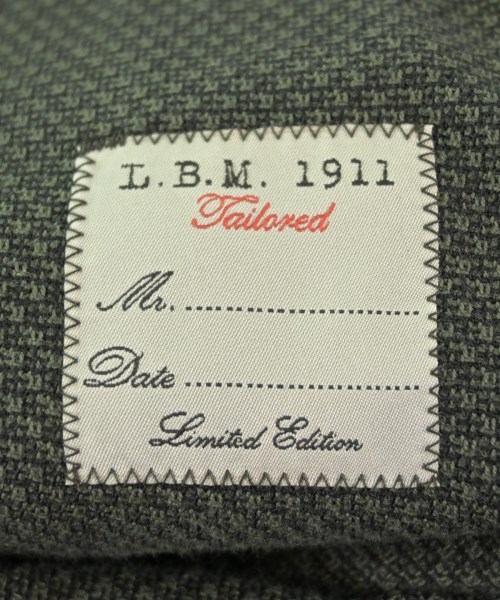 L.B.M. 1911
Tailored
Mr. ........................................
Date ........................................
Limited Edition